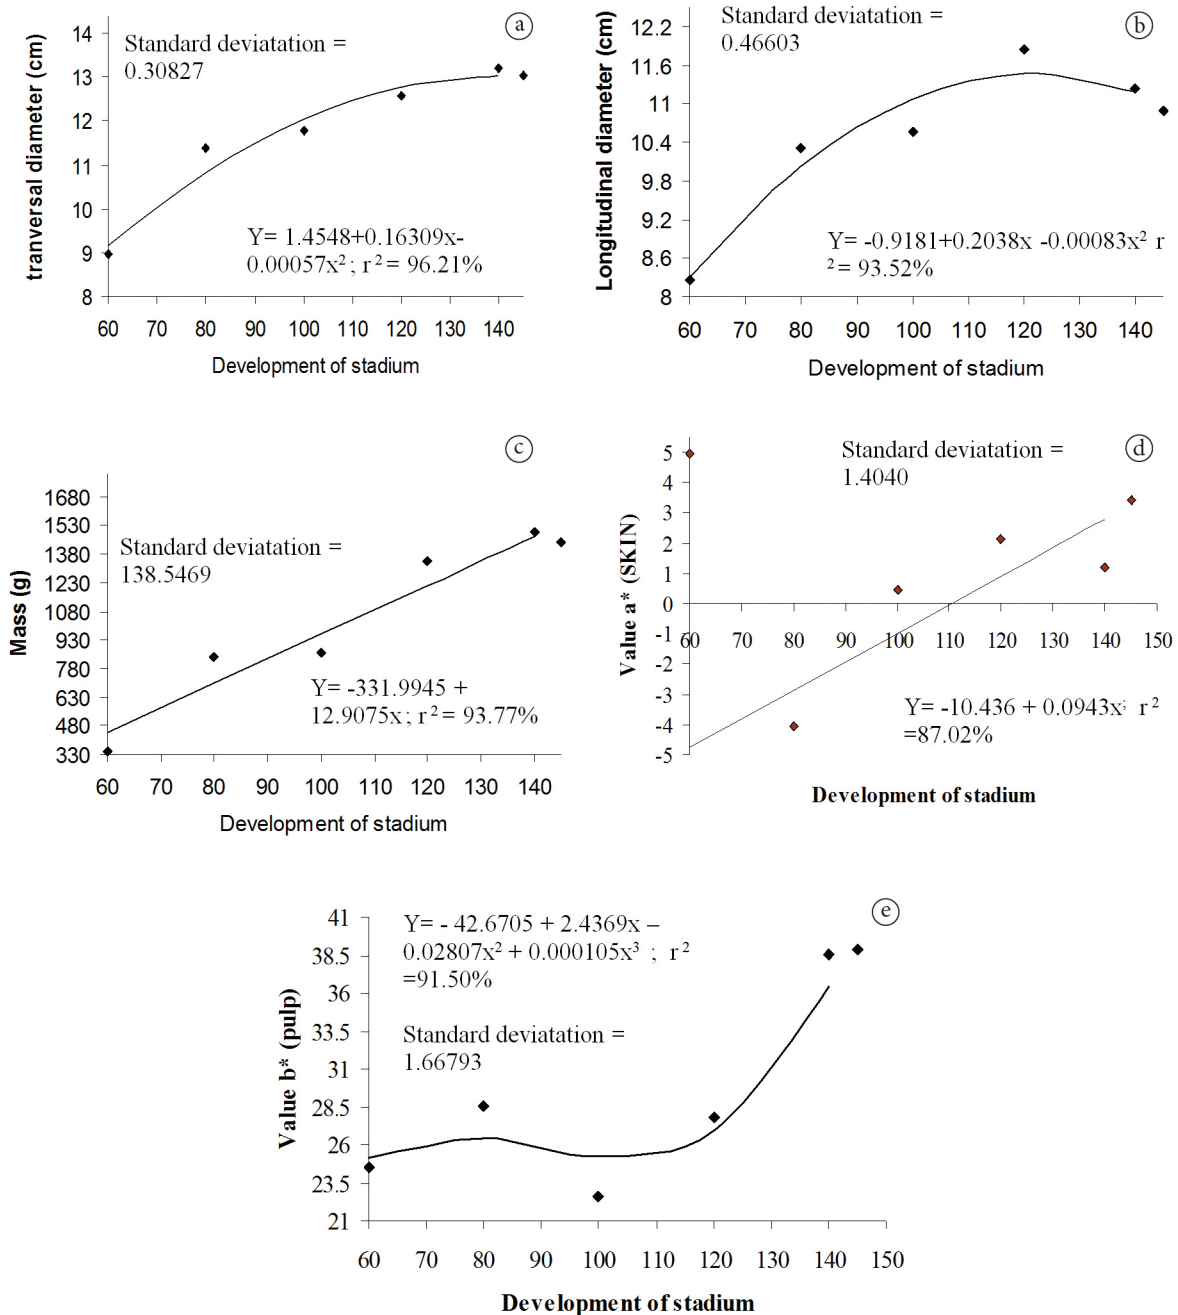 a
Standard deviatation =
0.30827
tranversal diameter (cm)
14
13
12
11
10
9
8
Y= 1.4548+0.16309x-
0.00057x²; r² = 96.21%
60 70 80 90 100 110 120 130 140
Development of stadium
b
Standard deviatation =
0.46603
Longitudinal diameter (cm)
12.2
11.6
11
10.4
9.8
9.2
8.6
8
Y= -0.9181+0.2038x -0.00083x² r
²= 93.52%
60 70 80 90 100 110 120 130 140
Development of stadium
c
Mass (g)
1680
1530
1380
1230
1080
930
780
630
480
330
Standard deviatation =
138.5469
Y= -331.9945 +
12.9075x; r² = 93.77%
60 70 80 90 100 110 120 130 140
Development of stadium
d
Standard deviatation =
1.4040
Value a* (SKIN)
5
4
3
2
1
0
-1
-2
-3
-4
-5
60 70 80 90 100 110 120 130 140 150
Y= -10.436 + 0.0943x; r²
=87.02%
Development of stadium
e
Y= - 42.6705 + 2.4369x –
0.02807x² + 0.000105x³ ; r²
=91.50%
Standard deviatation =
1.66793
Value b* (pulp)
41
38.5
36
33.5
31
28.5
26
23.5
21
60 70 80 90 100 110 120 130 140 150
Development of stadium